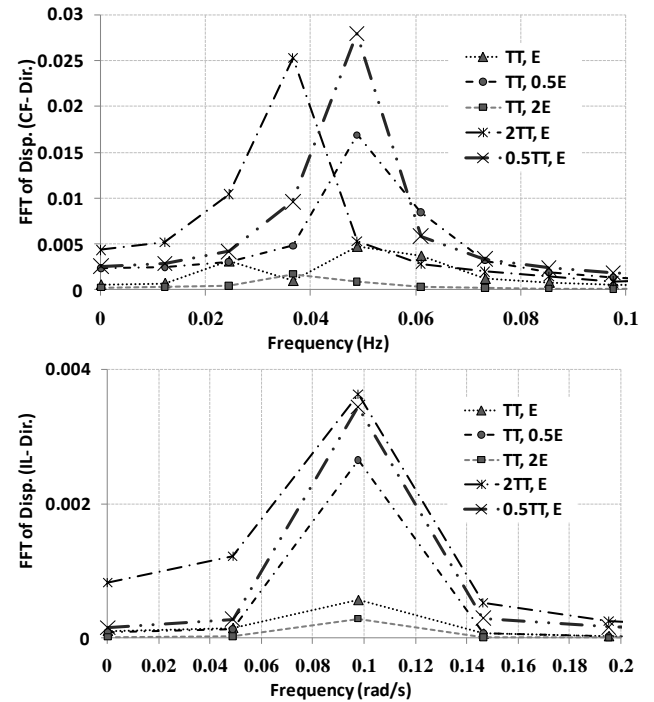 FFT of Disp. (CF- Dir.)
0.03
0.025
0.02
0.015
0.01
0.005
0
TT, E
TT, 0.5E
TT, 2E
2TT, E
0.5TT, E
0 0.02 0.04 0.06 0.08 0.1
Frequency (Hz)
FFT of Disp. (IL- Dir.)
0.004
0.002
0
TT, E
TT, 0.5E
TT, 2E
2TT, E
0.5TT, E
0 0.02 0.04 0.06 0.08 0.1 0.12 0.14 0.16 0.18 0.2
Frequency (rad/s)